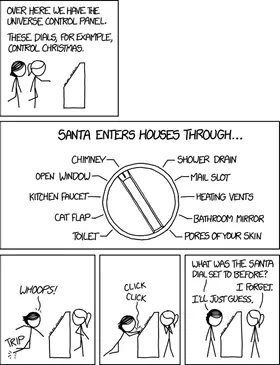 OVER HERE WE HAVE THE
UNIVERSE CONTROL PANEL.
THESE DIALS, FOR EXAMPLE,
CONTROL CHRISTMAS.
SANTA ENTERS HOUSES THROUGH...
CHIMNEY
OPEN WINDOW
KITCHEN FAUCET
CAT FLAP
TOILET
SHOWER DRAIN
MAIL SLOT
HEATING VENTS
BATHROOM MIRROR
PORES OF YOUR SKIN
WHOOPS!
TRIP
CLICK
CLICK
WHAT WAS THE SANTA
DIAL SET TO BEFORE?
I FORGET.
I'LL JUST GUESS.